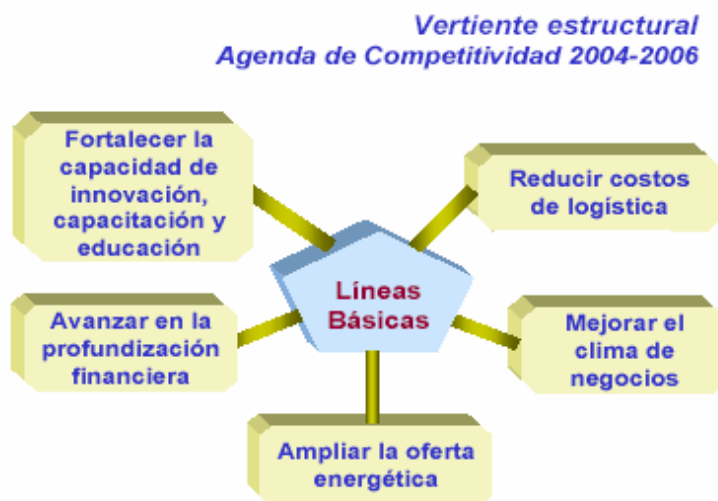 Vertiente estructural
Agenda de Competitividad 2004-2006
Fortalecer la
capacidad de
innovación,
capacitación y
educación
Reducir costos
de logística
Líneas
Básicas
Avanzar en la
profundización
financiera
Mejorar el
clima de
negocios
Ampliar la oferta
energética